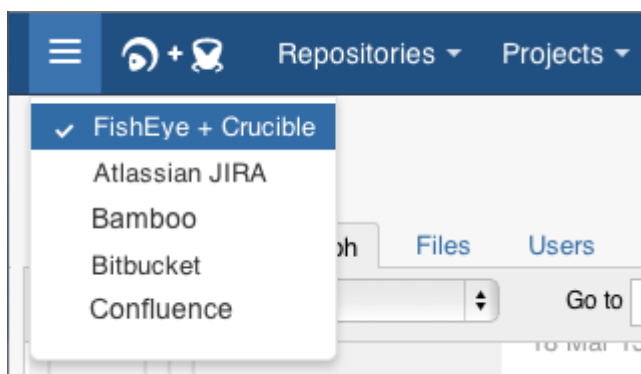 Repositories Projects
FishEye + Crucible
Atlassian JIRA
Bamboo
Bitbucket
Confluence
Files Users
Go to